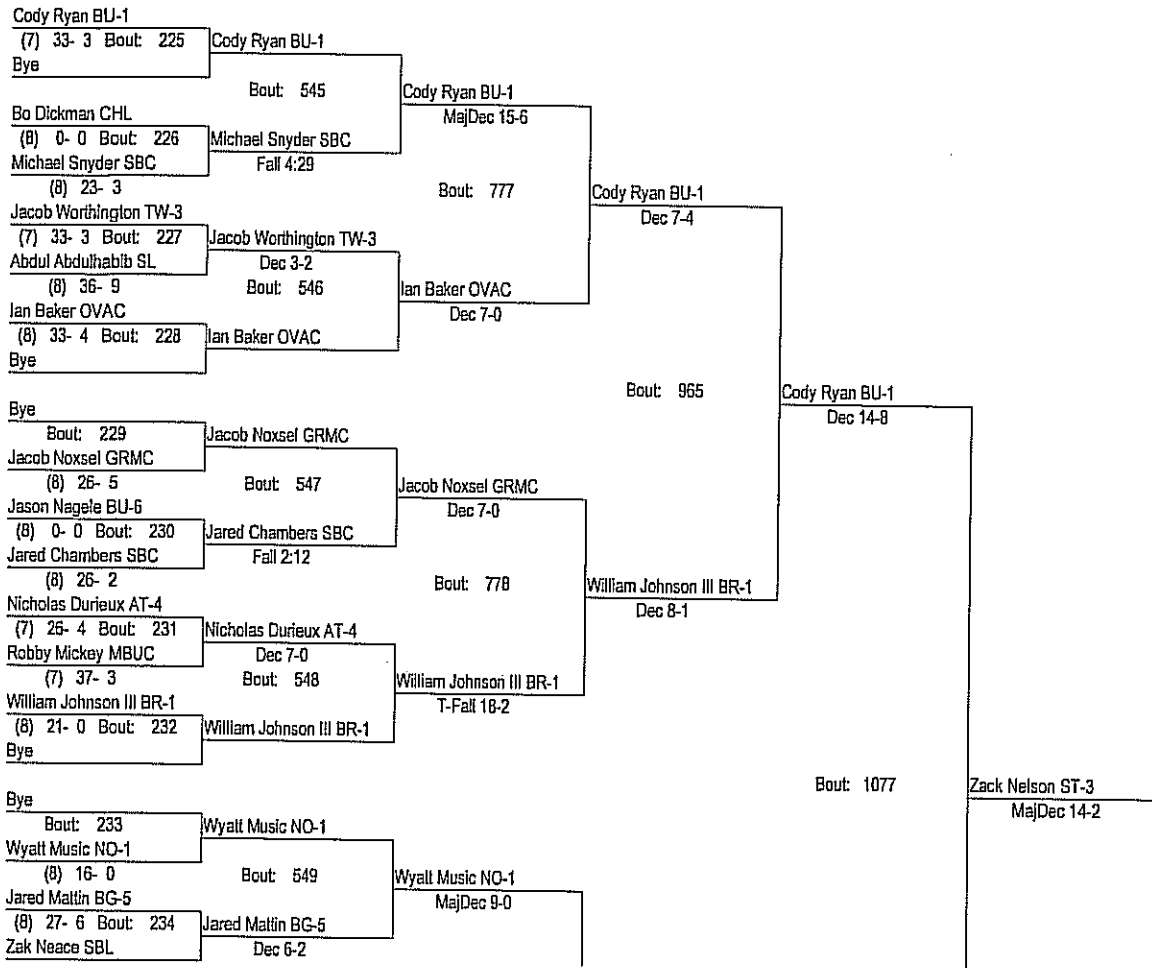 Cody Ryan BU-1
(7) 33- 3 Bout: 225
Bye
Cody Ryan BU-1
Bout: 545
Bo Dickman CHL
(8) 0- 0 Bout: 226
Michael Snyder SBC
(8) 23- 3
Michael Snyder SBC
Fall 4:29
Cody Ryan BU-1
MajDec 15-6
Bout: 777
Jacob Worthington TW-3
(7) 33- 3 Bout: 227
Abdul Abdulhabib SL
(8) 36- 9
Jacob Worthington TW-3
Dec 3-2
Bout: 546
Ian Baker OVAC
(8) 33- 4 Bout: 228
Bye
Ian Baker OVAC
Ian Baker OVAC
Dec 7-0
Cody Ryan BU-1
Dec 7-4
Bout: 965
Bye
Bout: 229
Jacob Noxsel GRMC
(8) 26- 5
Jacob Noxsel GRMC
Bout: 547
Jason Nagele BU-6
(8) 0- 0 Bout: 230
Jared Chambers SBC
(8) 26- 2
Jared Chambers SBC
Fall 2:12
Jacob Noxsel GRMC
Dec 7-0
Bout: 778
Nicholas Durieux AT-4
(7) 26- 4 Bout: 231
Robby Mickey MBUC
(7) 37- 3
Nicholas Durieux AT-4
Dec 7-0
Bout: 548
William Johnson III BR-1
(8) 21- 0 Bout: 232
Bye
William Johnson III BR-1
William Johnson III BR-1
T-Fall 18-2
William Johnson III BR-1
Dec 8-1
Cody Ryan BU-1
Dec 14-8
Bout: 1077
Zack Nelson ST-3
MajDec 14-2
Bye
Bout: 233
Wyatt Music NO-1
(8) 16- 0
Wyatt Music NO-1
Bout: 549
Jared Mattin BG-5
(8) 27- 6 Bout: 234
Zak Neace SBL
Jared Mattin BG-5
Dec 6-2
Wyatt Music NO-1
MajDec 9-0